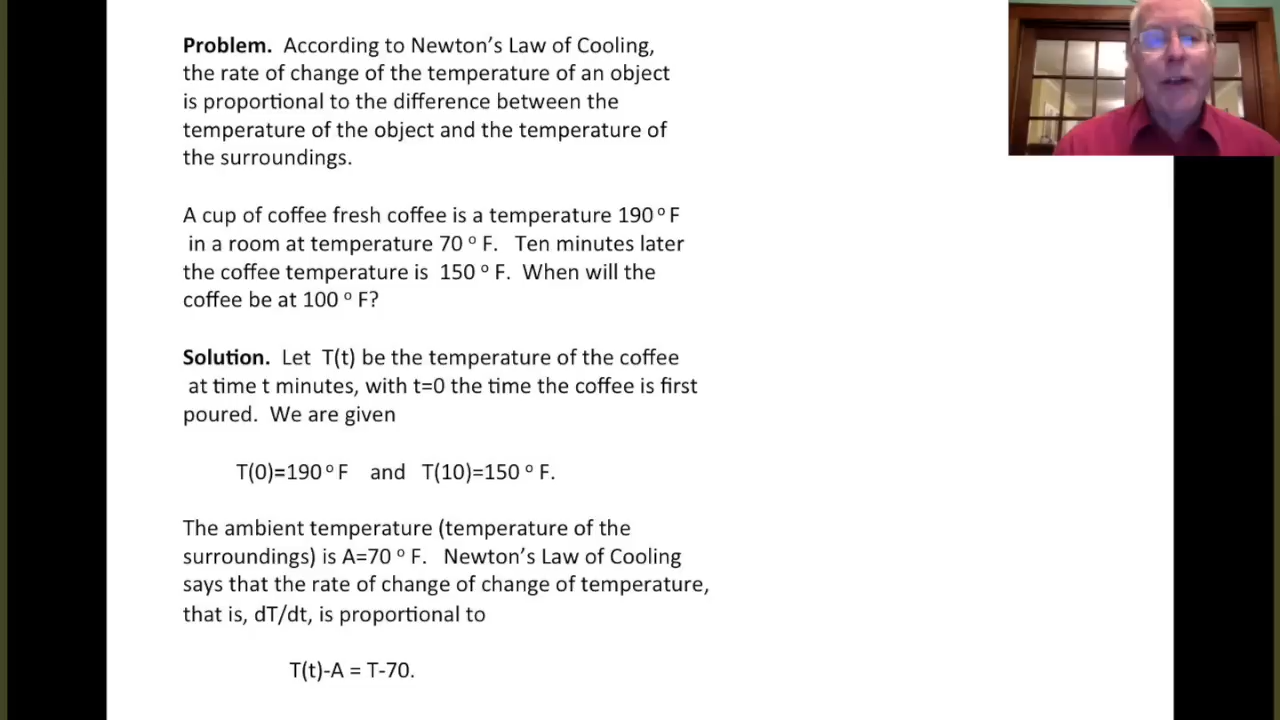 Problem. According to Newton's Law of Cooling,
the rate of change of the temperature of an object
is proportional to the difference between the
temperature of the object and the temperature of
the surroundings.
A cup of coffee fresh coffee is a temperature 190 º F
in a room at temperature 70 º F. Ten minutes later
the coffee temperature is 150 º F. When will the
coffee be at 100 º F?
Solution. Let T(t) be the temperature of the coffee
at time t minutes, with t=0 the time the coffee is first
poured. We are given
T(0)=190 º F and T(10)=150 º F.
The ambient temperature (temperature of the
surroundings) is A=70 º F. Newton's Law of Cooling
says that the rate of change of change of temperature,
that is, dT/dt, is proportional to
T(t)-A = T-70.